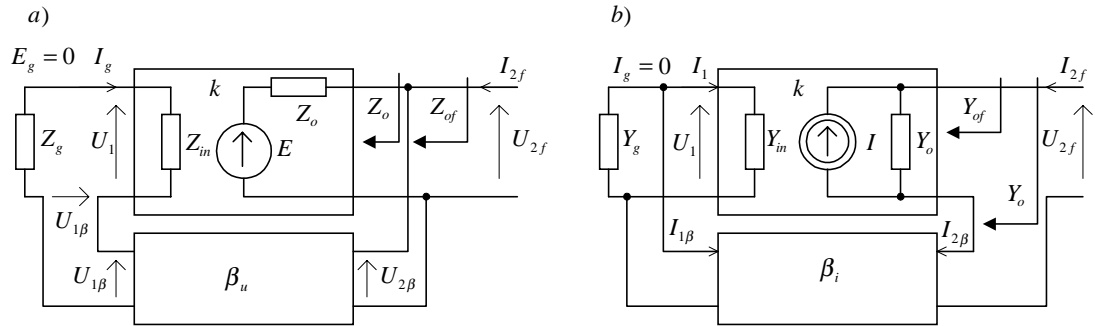 a)
E_g = 0 I_g
k
Z_o
Z_o
Z_of
I_2f
Z_g
U_1
Z_in
E
U_2f
U_1β
U_1β
β_u
U_2β
b)
I_g = 0 I_1
k
I_2f
Y_of
Y_g
U_1
Y_in
I
Y_o
U_2f
Y_o
I_1β
I_2β
β_i